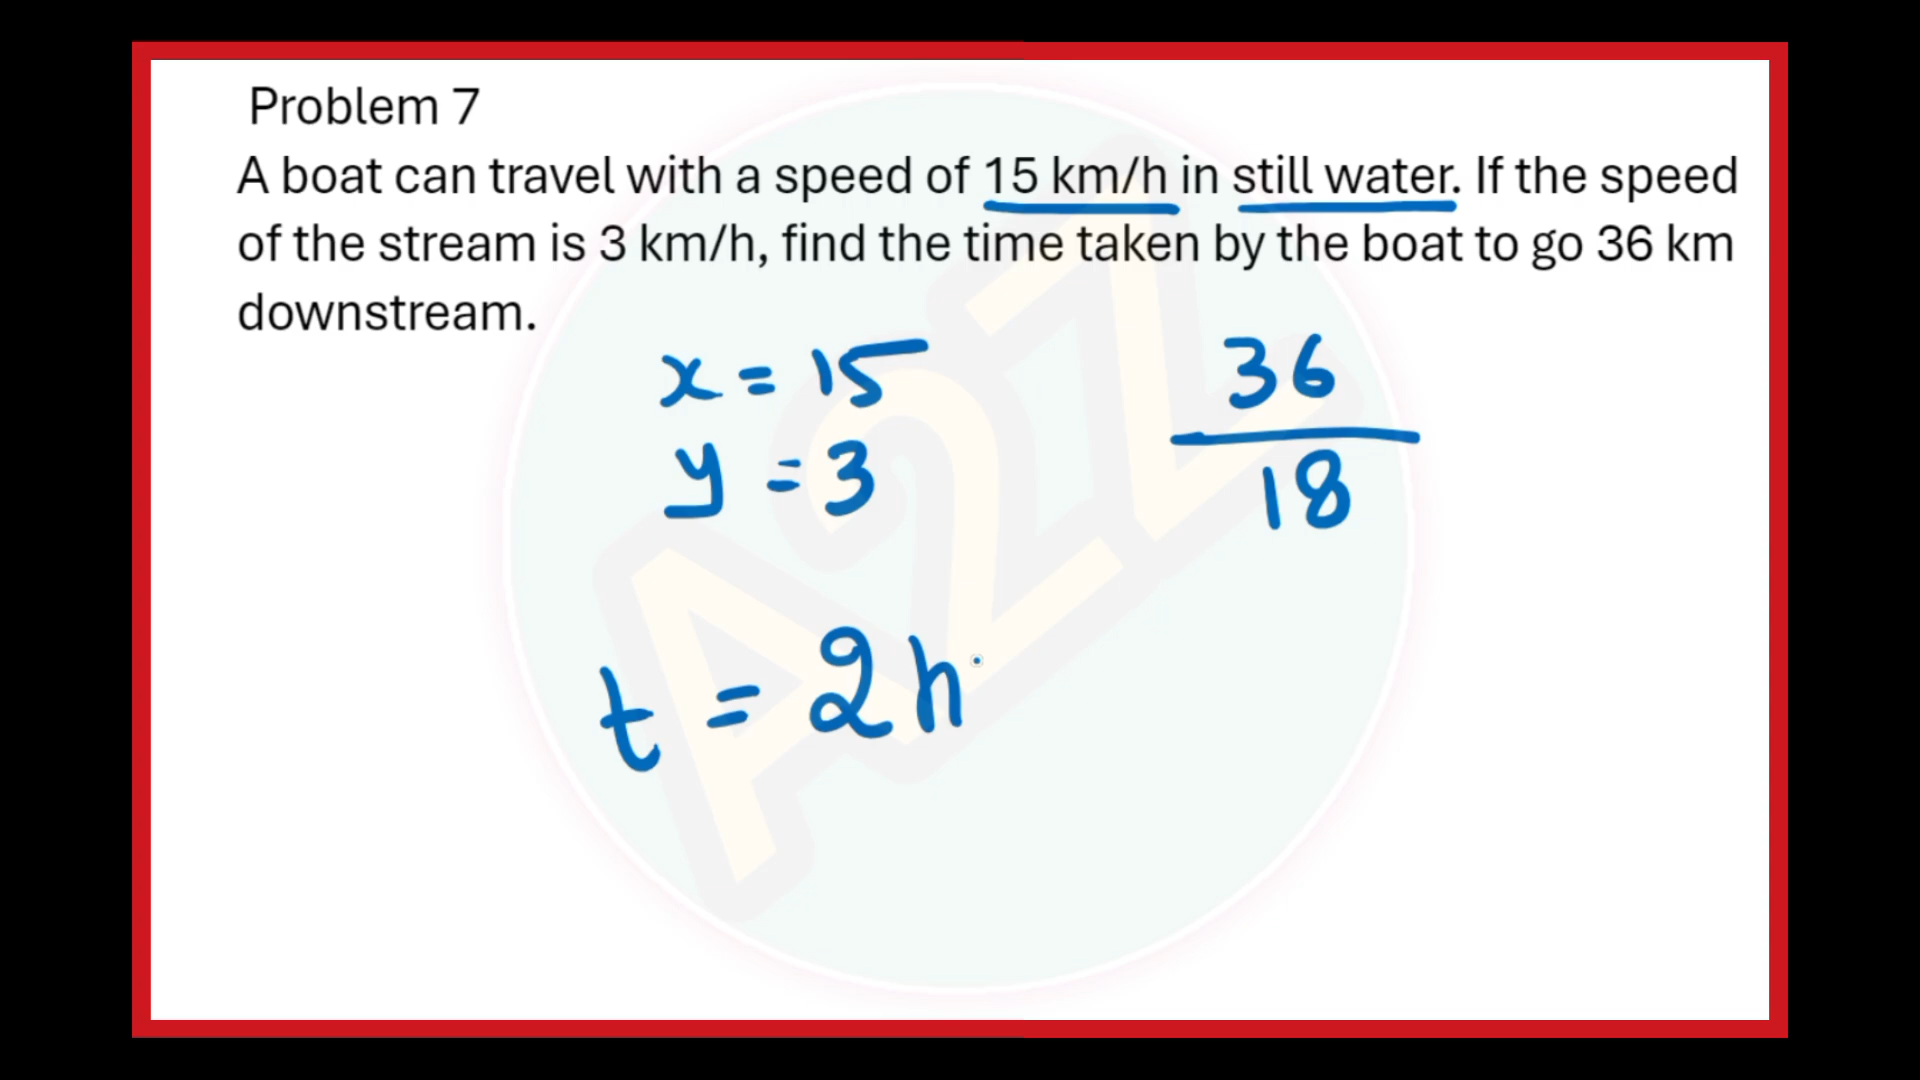 Problem 7
A boat can travel with a speed of 15 km/h in still water. If the speed
of the stream is 3 km/h, find the time taken by the boat to go 36 km
downstream.
x = 15
y = 3
36
18
t = 2h
A2Z